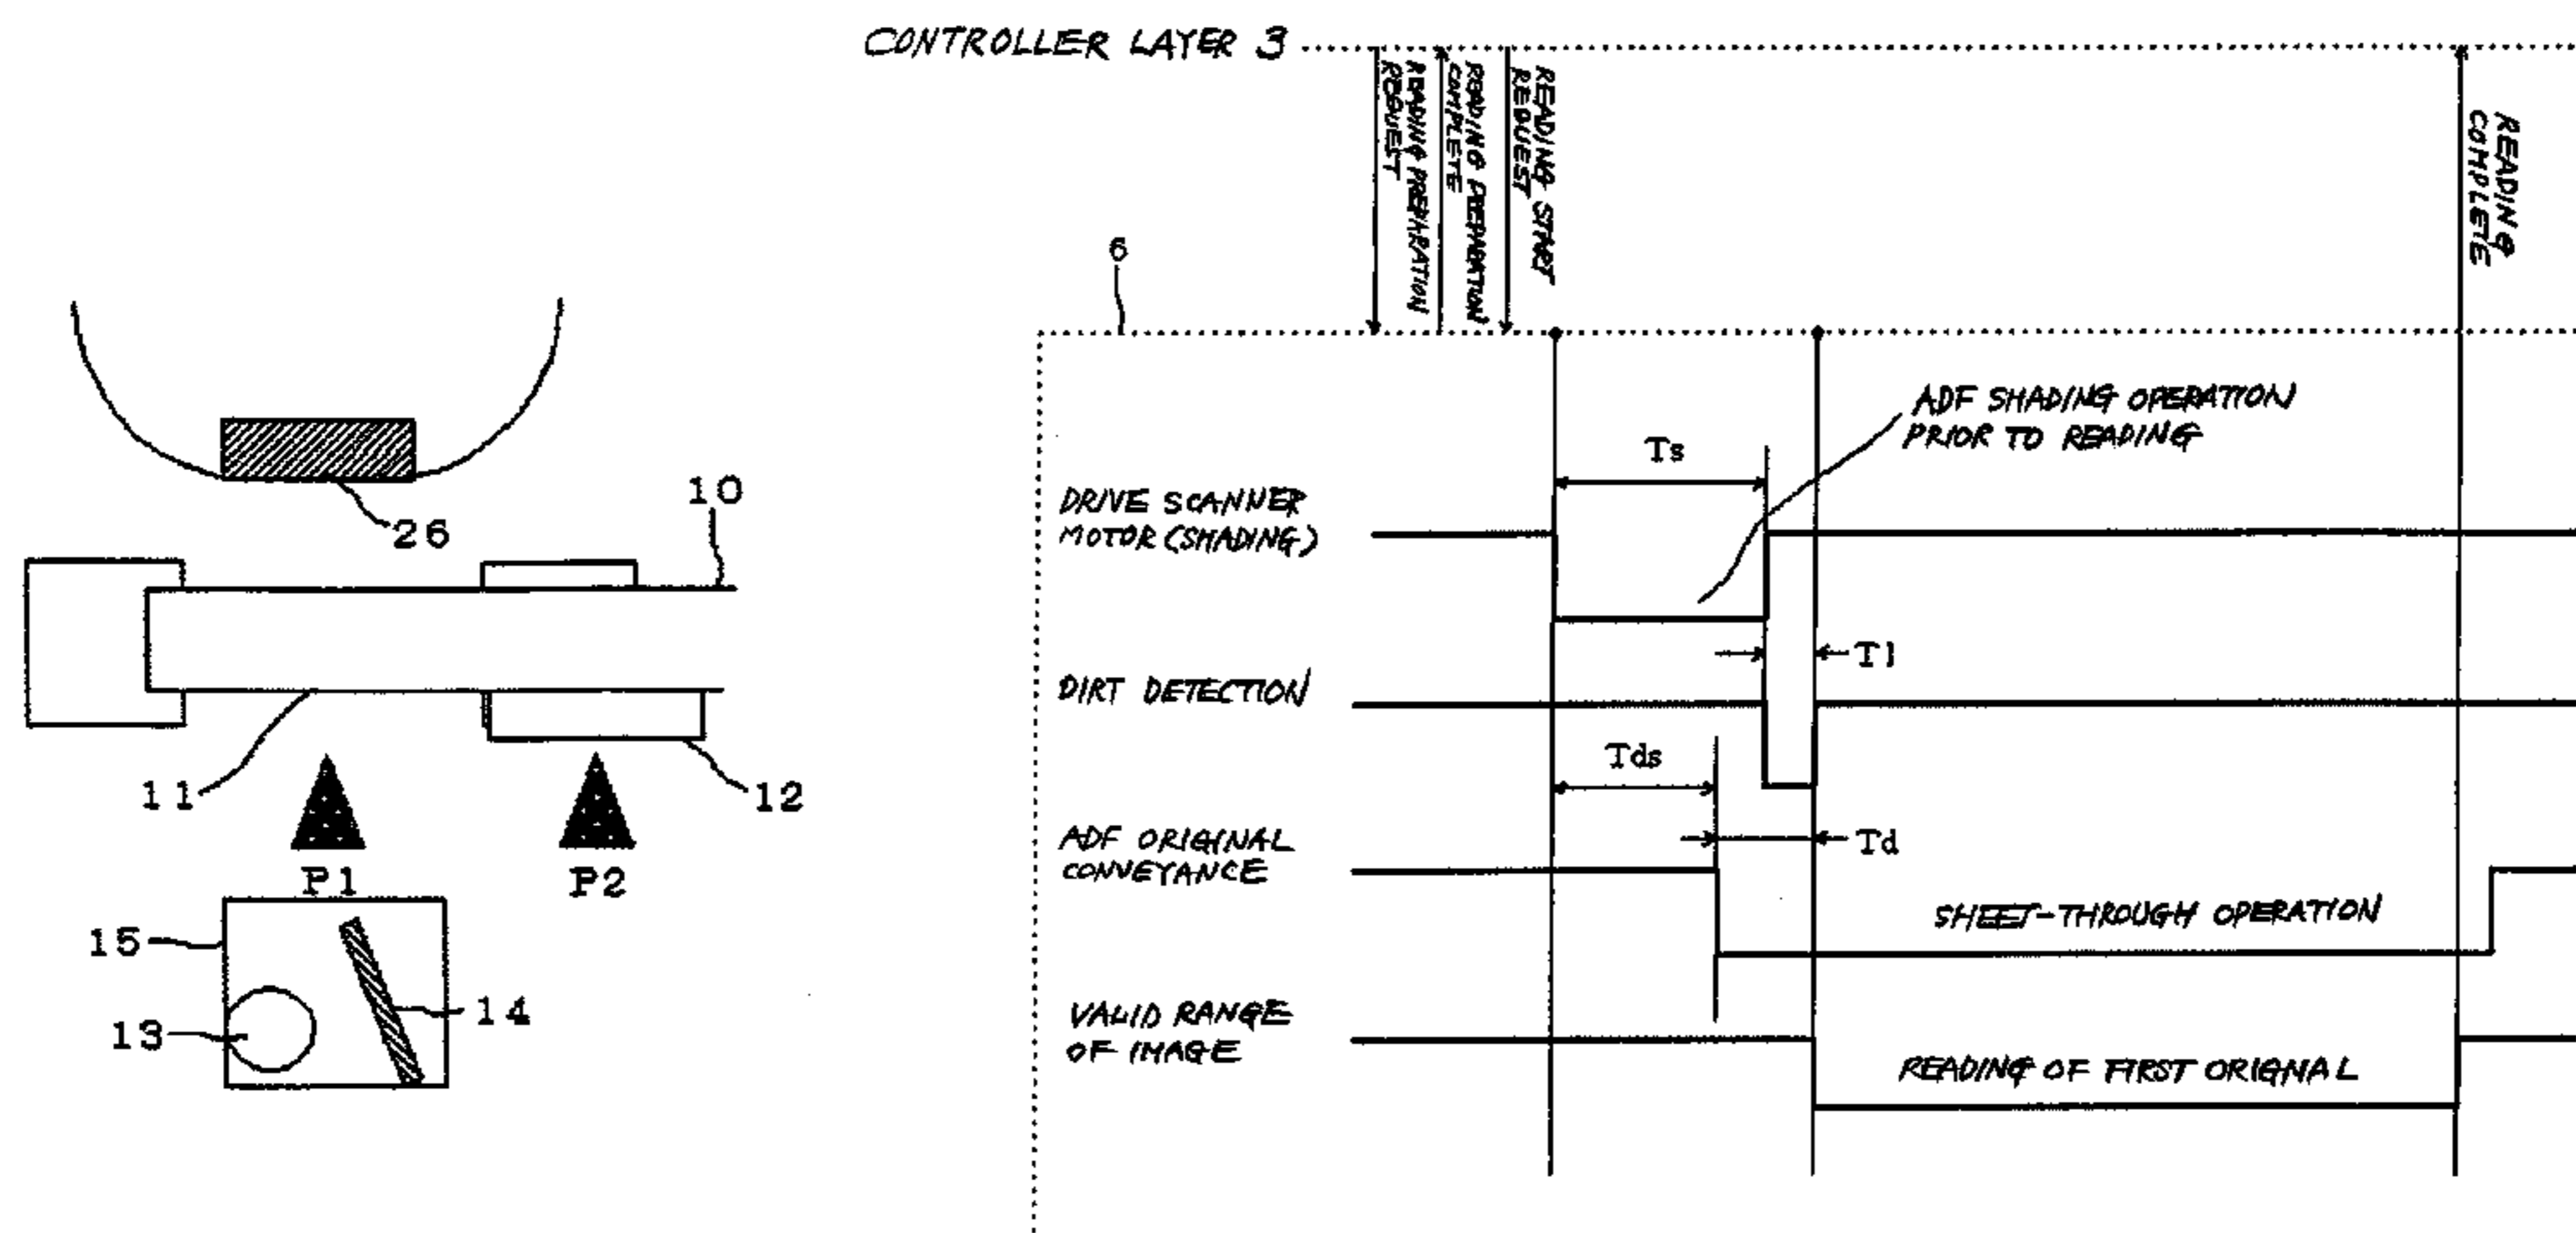 CONTROLLER LAYER 3
READING PREPARATION
REQUEST
READING PREPARATION
COMPLETE
READING START
REQUEST
READING
COMPLETE
6
26
10
11
12
P1
P2
15
13
14
ADF SHADING OPERATION
PRIOR TO READING
Ts
DRIVE SCANNER
MOTOR (SHADING)
T1
DIRT DETECTION
Tds
ADF ORIGINAL
CONVEYANCE
Td
SHEET-THROUGH OPERATION
VALID RANGE
OF IMAGE
READING OF FIRST ORIGNAL